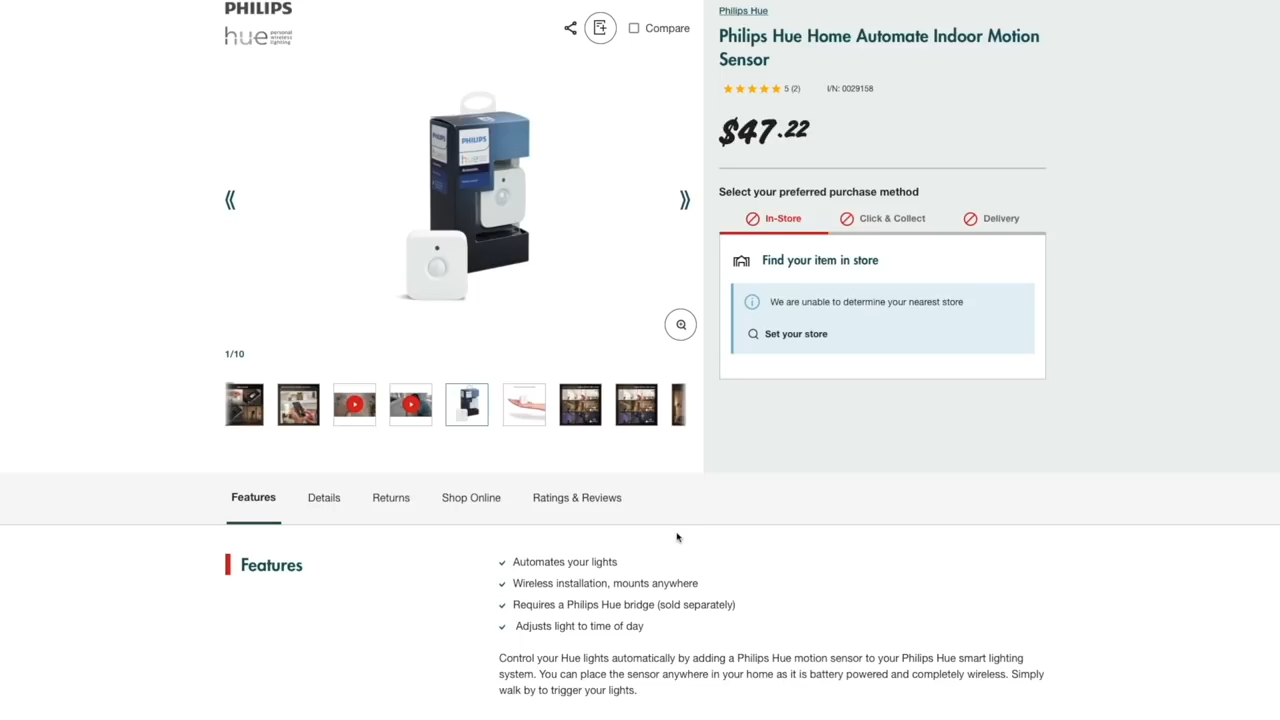 PHILIPS
hue personal wireless lighting
Compare
PHILIPS
1/10
Philips Hue
Philips Hue Home Automate Indoor Motion
Sensor
5 (2)
I/N: 0029158
$47.22
Select your preferred purchase method
In-Store
Click & Collect
Delivery
Find your item in store
We are unable to determine your nearest store
Set your store
Features
Details
Returns
Shop Online
Ratings & Reviews
Features
Automates your lights
Wireless installation, mounts anywhere
Requires a Philips Hue bridge (sold separately)
Adjusts light to time of day
Control your Hue lights automatically by adding a Philips Hue motion sensor to your Philips Hue smart lighting
system. You can place the sensor anywhere in your home as it is battery powered and completely wireless. Simply
walk by to trigger your lights.